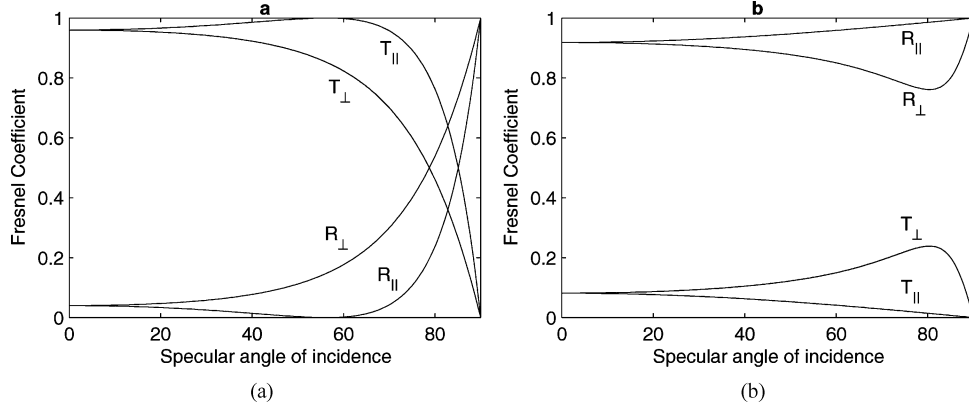 a
Fresnel Coefficient
1
0.8
0.6
0.4
0.2
0
T||
T⊥
R⊥
R||
0 20 40 60 80
Specular angle of incidence
(a)
b
Fresnel Coefficient
1
0.8
0.6
0.4
0.2
0
R||
R⊥
T⊥
T||
0 20 40 60 80
Specular angle of incidence
(b)